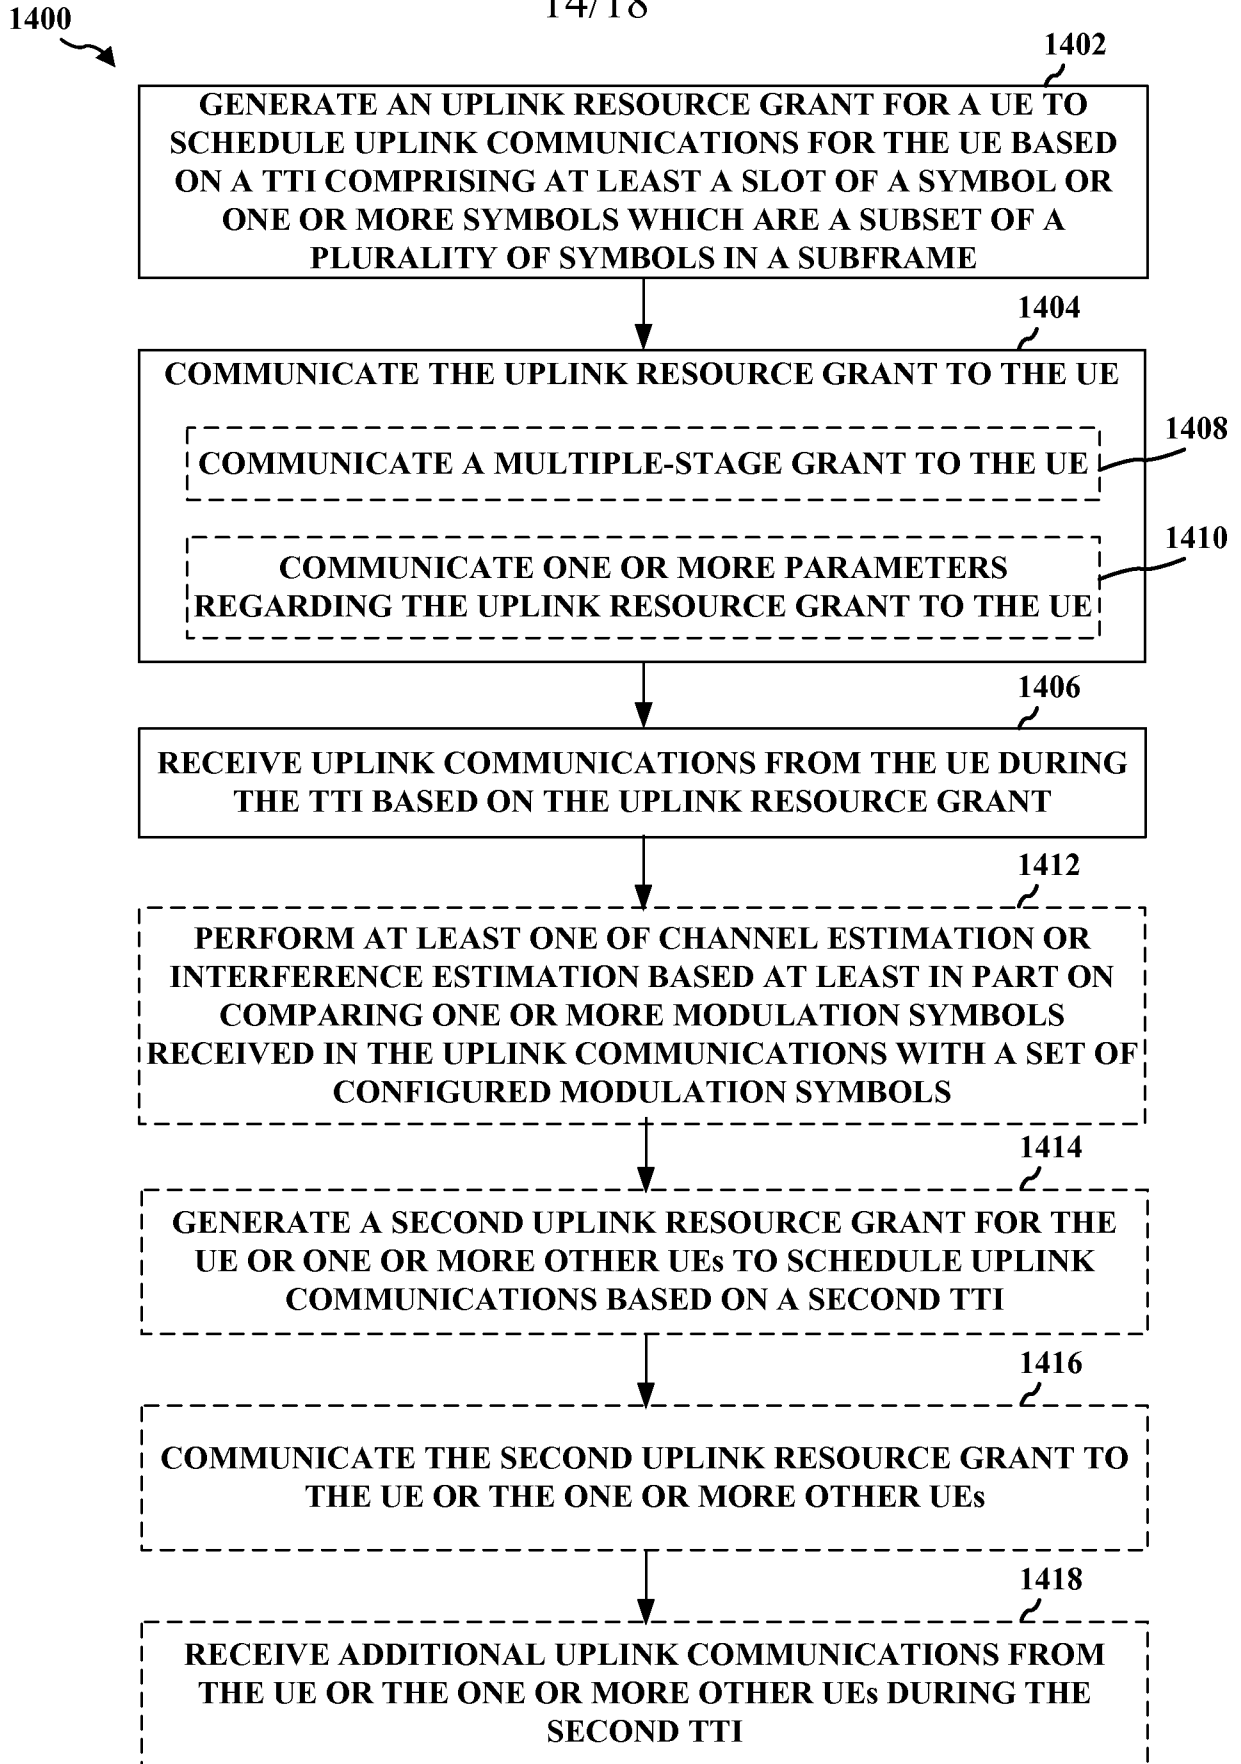 14/18
1400
1402
GENERATE AN UPLINK RESOURCE GRANT FOR A UE TO
SCHEDULE UPLINK COMMUNICATIONS FOR THE UE BASED
ON A TTI COMPRISING AT LEAST A SLOT OF A SYMBOL OR
ONE OR MORE SYMBOLS WHICH ARE A SUBSET OF A
PLURALITY OF SYMBOLS IN A SUBFRAME
1404
COMMUNICATE THE UPLINK RESOURCE GRANT TO THE UE
1408
COMMUNICATE A MULTIPLE-STAGE GRANT TO THE UE
1410
COMMUNICATE ONE OR MORE PARAMETERS
REGARDING THE UPLINK RESOURCE GRANT TO THE UE
1406
RECEIVE UPLINK COMMUNICATIONS FROM THE UE DURING
THE TTI BASED ON THE UPLINK RESOURCE GRANT
1412
PERFORM AT LEAST ONE OF CHANNEL ESTIMATION OR
INTERFERENCE ESTIMATION BASED AT LEAST IN PART ON
COMPARING ONE OR MORE MODULATION SYMBOLS
RECEIVED IN THE UPLINK COMMUNICATIONS WITH A SET OF
CONFIGURED MODULATION SYMBOLS
1414
GENERATE A SECOND UPLINK RESOURCE GRANT FOR THE
UE OR ONE OR MORE OTHER UEs TO SCHEDULE UPLINK
COMMUNICATIONS BASED ON A SECOND TTI
1416
COMMUNICATE THE SECOND UPLINK RESOURCE GRANT TO
THE UE OR THE ONE OR MORE OTHER UEs
1418
RECEIVE ADDITIONAL UPLINK COMMUNICATIONS FROM
THE UE OR THE ONE OR MORE OTHER UEs DURING THE
SECOND TTI